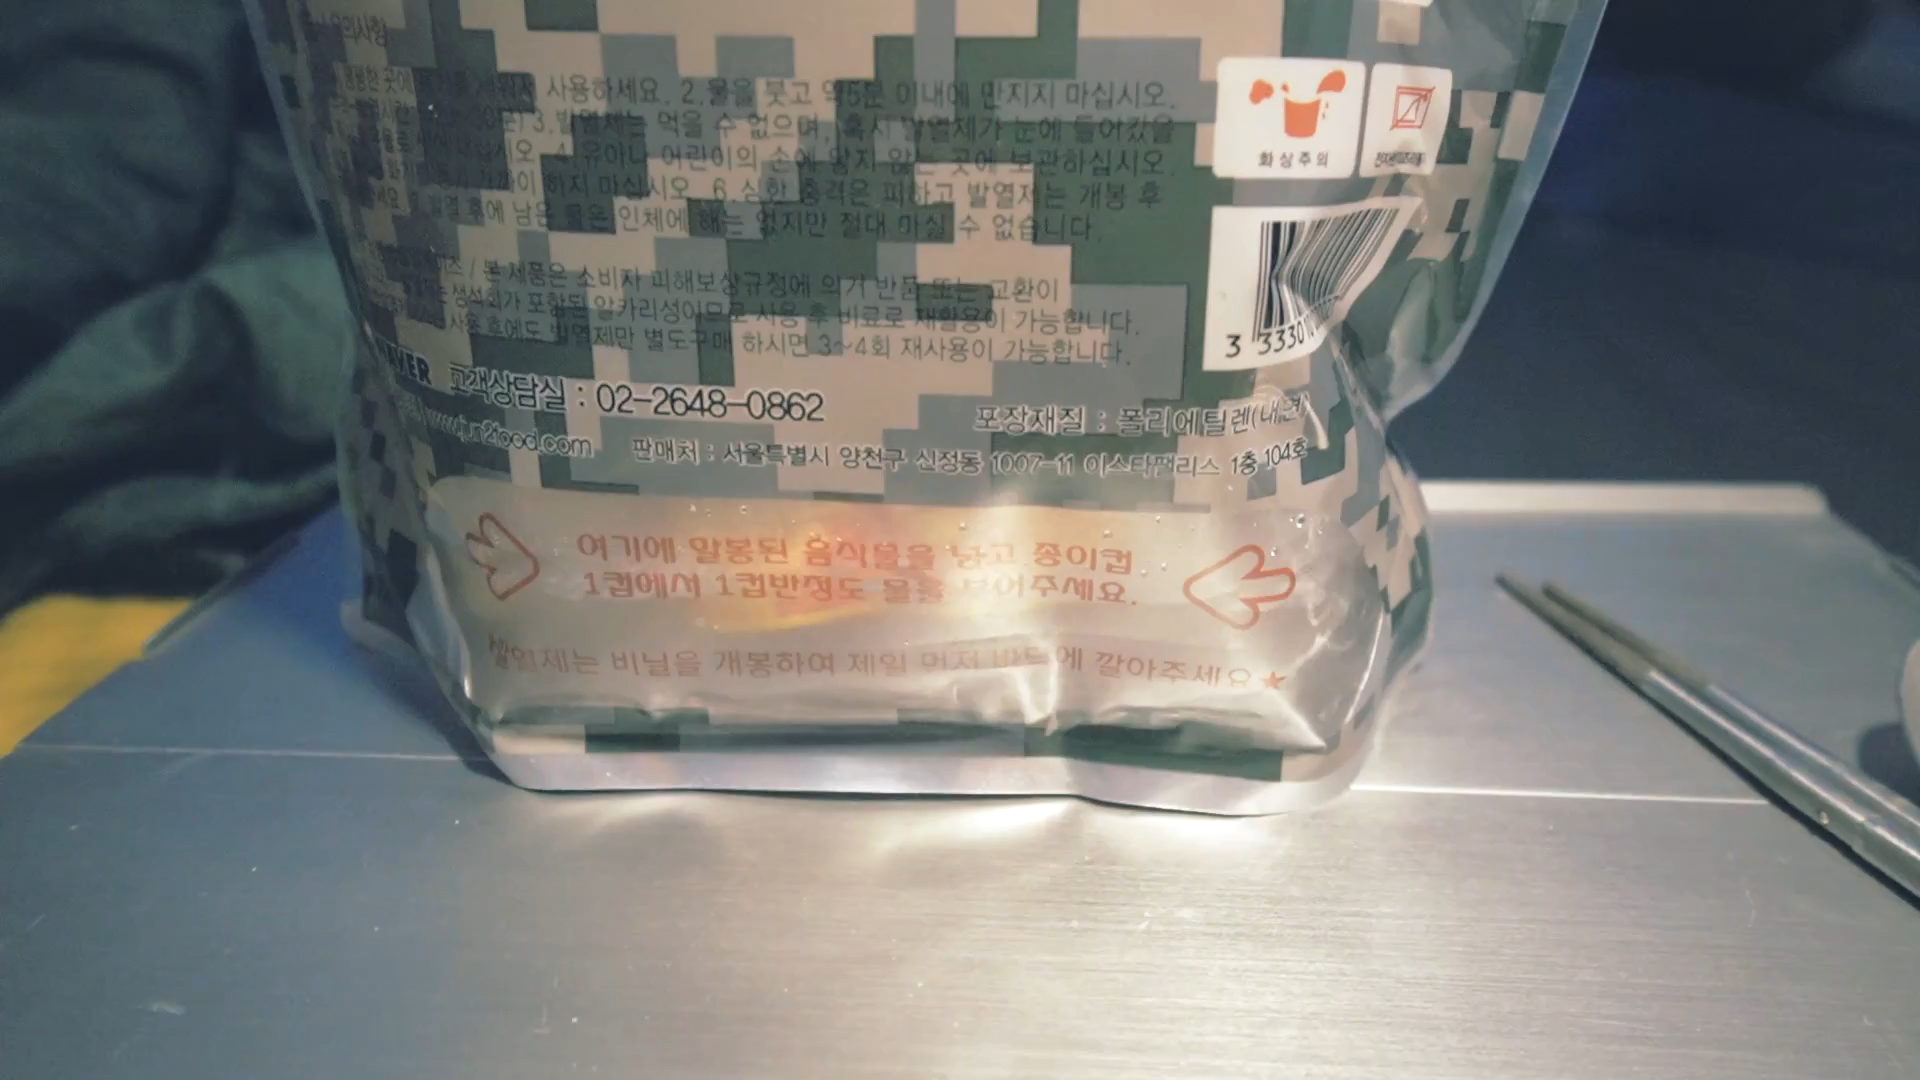 사용하세요. 2.물을 붓고 약5분 이내에 만지지 마십시오.
3.발열제는 먹을 수 없으며, 혹시 발열제가 눈에 들어갔을
4. 유아나 어린이의 손에 닿지 않는 곳에 보관하십시오.
하지 마십시오. 6.심한 충격은 피하고 발열제는 개봉 후
발열 후에 남은 물은 인체에 해는 없지만 절대 마실 수 없습니다.
/ 본 제품은 소비자 피해보상규정에 의거 반품 또는 교환이
생석회가 포함된 알카리성이므로 사용 후 비료로 재활용이 가능합니다.
사용 후에도 발열제만 별도구매 하시면 3~4회 재사용이 가능합니다.
화상주의
3 33301
NAVER 고객상담실 : 02-2648-0862
포장재질 : 폴리에틸렌(내면)
판매처 : 서울특별시 양천구 신정동 1007-11 이스타팰리스 1층 104호
여기에 밀봉된 음식물을 넣고 종이컵
1컵에서 1컵반정도 물을 부어주세요.
발열제는 비닐을 개봉하여 제일 먼저 바닥에 깔아주세요★